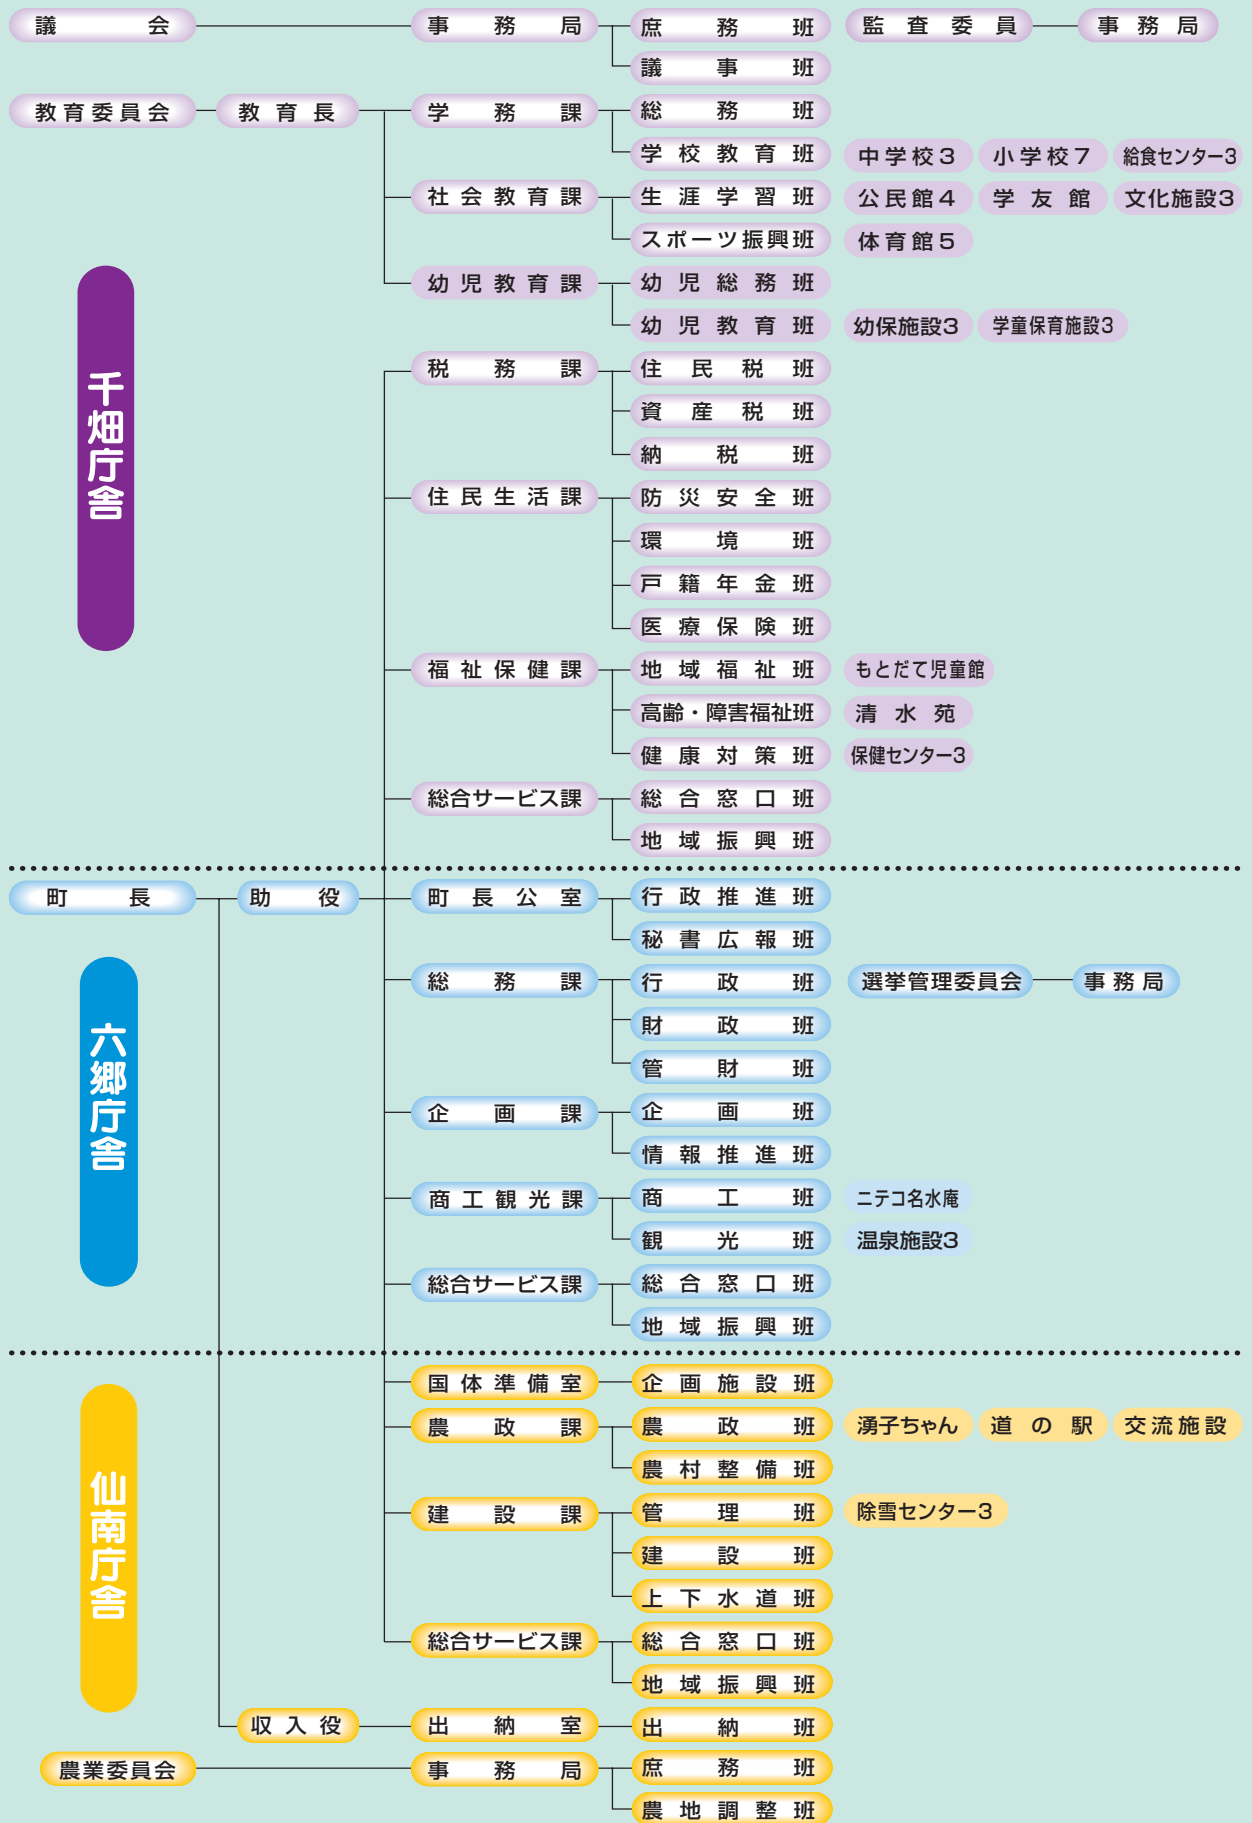 議会 事務局 庶務班 監査委員 事務局
議事班
教育委員会 教育長 学務課 総務班
学校教育班 中学校3 小学校7 給食センター3
社会教育課 生涯学習班 公民館4 学友館 文化施設3
スポーツ振興班 体育館5
幼児教育課 幼児総務班
幼児教育班 幼保施設3 学童保育施設3
千畑庁舎
税務課 住民税班
資産税班
納税班
住民生活課 防災安全班
環境班
戸籍年金班
医療保険班
福祉保健課 地域福祉班 もとだて児童館
高齢・障害福祉班 清水苑
健康対策班 保健センター3
総合サービス課 総合窓口班
地域振興班
町長 助役 町長公室 行政推進班
秘書広報班
六郷庁舎
総務課 行政班 選挙管理委員会 事務局
財政班
管財班
企画課 企画班
情報推進班
商工観光課 商工班 ニテコ名水庵
観光班 温泉施設3
総合サービス課 総合窓口班
地域振興班
仙南庁舎
国体準備室 企画施設班
農政課 農政班 湧子ちゃん 道の駅 交流施設
農村整備班
建設課 管理班 除雪センター3
建設班
上下水道班
総合サービス課 総合窓口班
地域振興班
収入役 出納室 出納班
農業委員会 事務局 庶務班
農地調整班